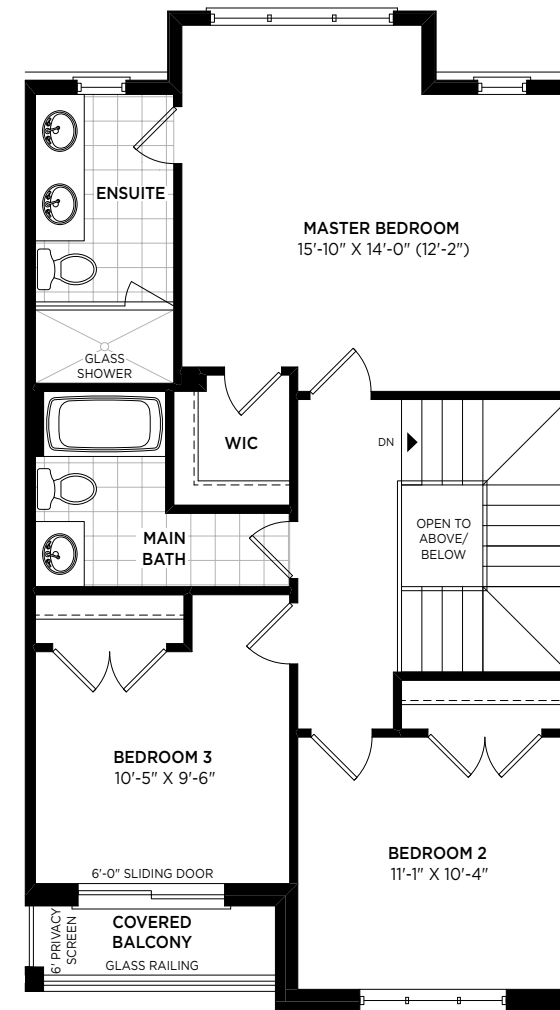 ENSUITE
MASTER BEDROOM
15'-10" X 14'-0" (12'-2")
GLASS
SHOWER
WIC
DN
MAIN
BATH
OPEN TO
ABOVE/
BELOW
BEDROOM 3
10'-5" X 9'-6"
BEDROOM 2
11'-1" X 10'-4"
6'-0" SLIDING DOOR
6' PRIVACY
SCREEN
COVERED
BALCONY
GLASS RAILING